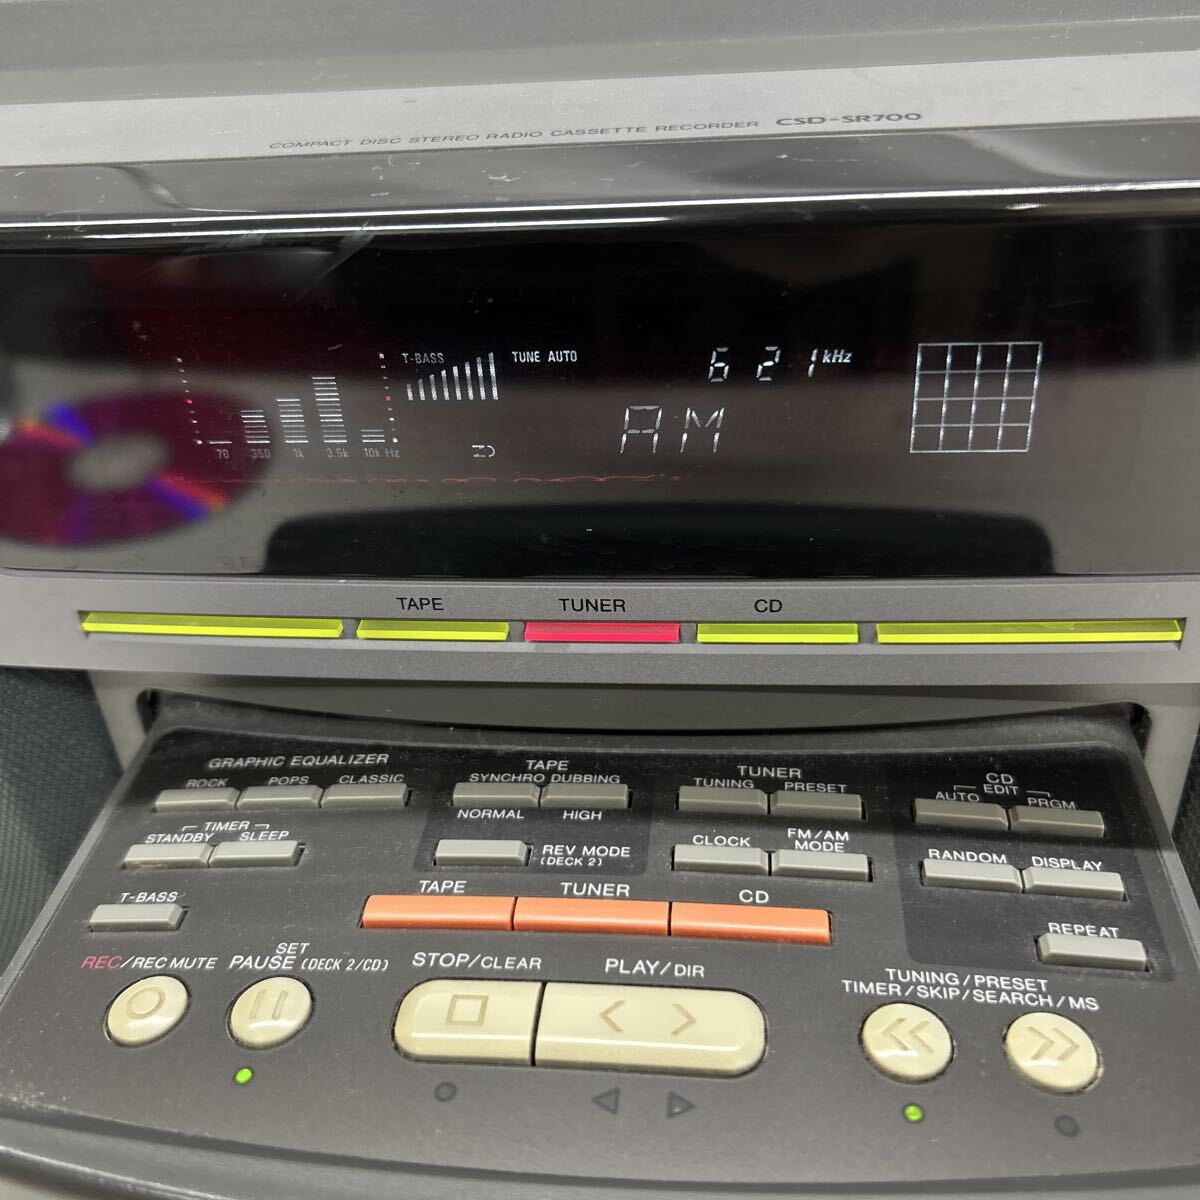 COMPACT DISC STEREO RADIO CASSETTE RECORDER CSD-SR700
T-BASS TUNE AUTO 621 kHz
AM
70 350 1k 3.5k 10k Hz
TAPE TUNER CD
GRAPHIC EQUALIZER
ROCK POPS CLASSIC
TAPE
SYNCHRO DUBBING
NORMAL HIGH
TUNER
TUNING PRESET
CD
EDIT
AUTO PRGM
TIMER
STANDBY SLEEP
REV MODE
(DECK 2)
CLOCK
FM/AM
MODE
RANDOM DISPLAY
T-BASS
TAPE TUNER CD
REPEAT
REC/REC MUTE
SET
PAUSE (DECK 2/CD)
STOP/CLEAR
PLAY/DIR
TUNING/PRESET
TIMER/SKIP/SEARCH/MS